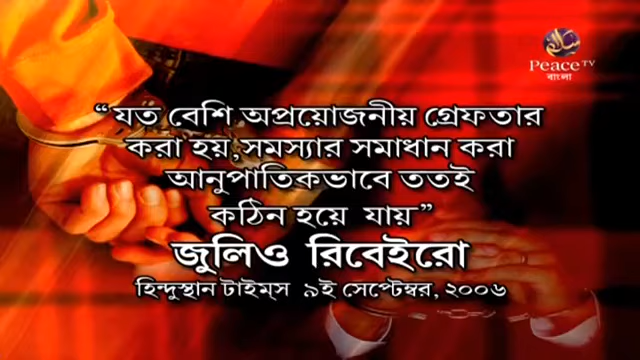 Peace TV
বাংলা
“যত বেশি অপ্রয়োজনীয় গ্রেফতার
করা হয়,সমস্যার সমাধান করা
আনুপাতিকভাবে ততই
কঠিন হয়ে যায়”
জুলিও রিবেইরো
হিন্দুস্থান টাইম্স ৯ই সেপ্টেম্বর, ২০০৬